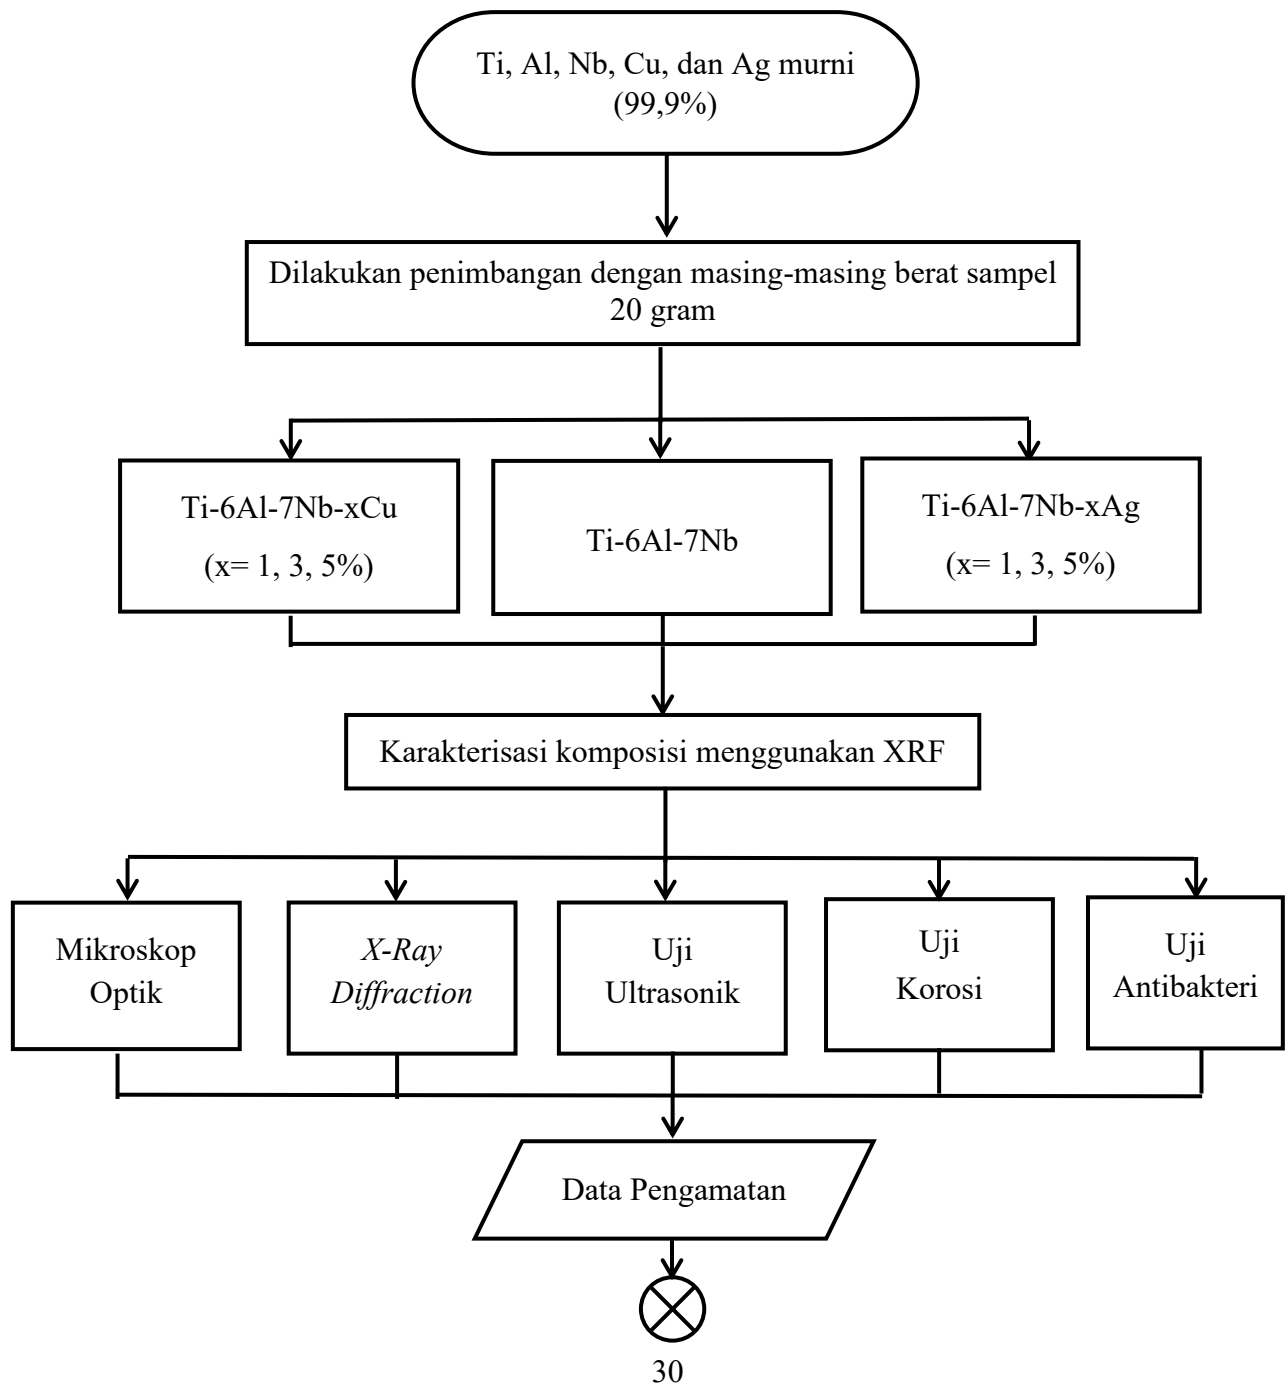 Ti, Al, Nb, Cu, dan Ag murni
(99,9%)
Dilakukan penimbangan dengan masing-masing berat sampel
20 gram
Ti-6Al-7Nb-xCu
(x= 1, 3, 5%)
Ti-6Al-7Nb
Ti-6Al-7Nb-xAg
(x= 1, 3, 5%)
Karakterisasi komposisi menggunakan XRF
Mikroskop
Optik
X-Ray
Diffraction
Uji
Ultrasonik
Uji
Korosi
Uji
Antibakteri
Data Pengamatan
30